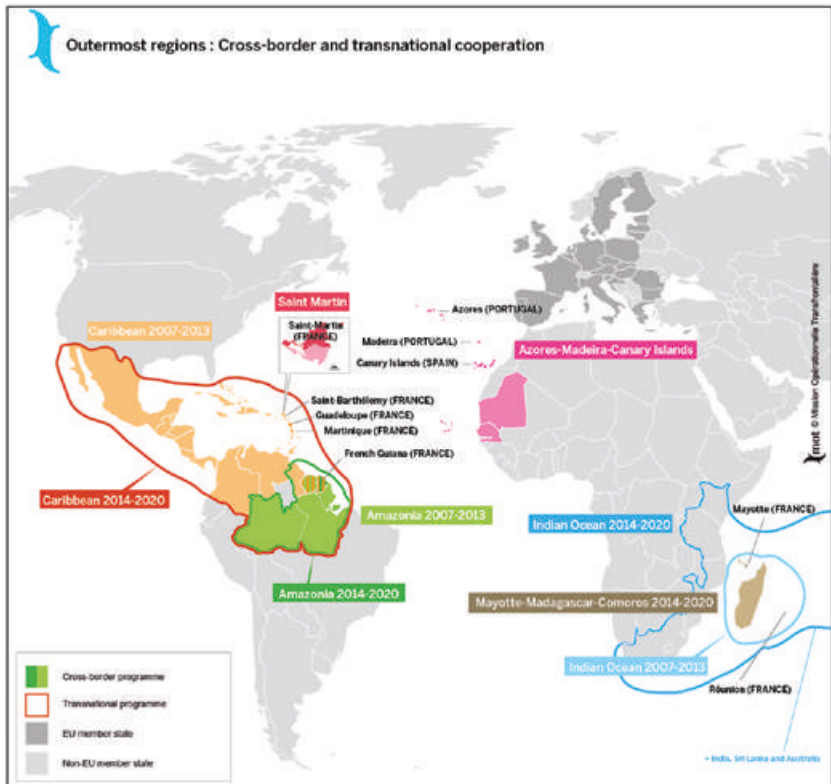 Outermost regions : Cross-border and transnational cooperation
Saint Martin
Saint-Martin
(FRANCE)
Caribbean 2007-2013
Azores (PORTUGAL)
Madeira (PORTUGAL)
Canary Islands (SPAIN)
Azores-Madeira-Canary Islands
Saint-Barthélemy (FRANCE)
Guadeloupe (FRANCE)
Martinique (FRANCE)
French Guiana (FRANCE)
Caribbean 2014-2020
Amazonia 2007-2013
Amazonia 2014-2020
Indian Ocean 2014-2020
Mayotte (FRANCE)
Mayotte-Madagascar-Comoros 2014-2020
Indian Ocean 2007-2013
Réunion (FRANCE)
Cross-border programme
Transnational programme
EU member state
Non-EU member state
+ India, Sri Lanka and Australia
mot © Mission Opérationnelle Transfrontalière